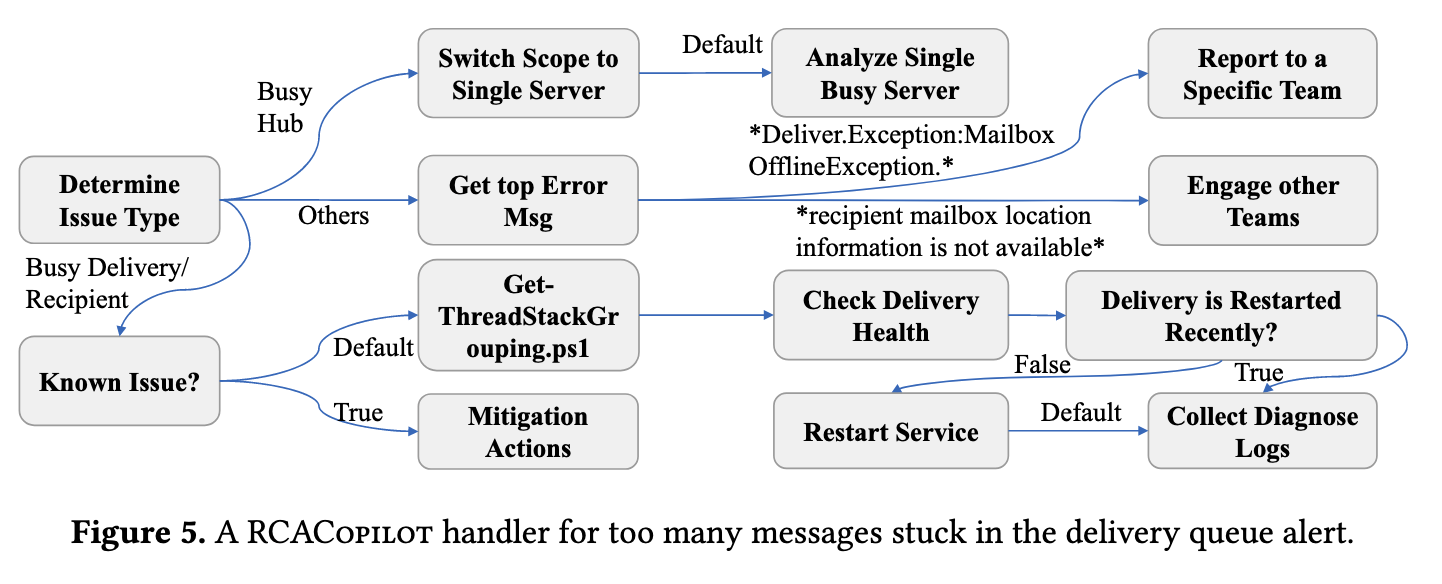 Switch Scope to
Single Server
Default
Analyze Single
Busy Server
Report to a
Specific Team
Busy
Hub
*Deliver.Exception:Mailbox
OfflineException.*
Determine
Issue Type
Others
Get top Error
Msg
Engage other
Teams
*recipient mailbox location
information is not available*
Busy Delivery/
Recipient
Get-
ThreadStackGr
ouping.ps1
Check Delivery
Health
Delivery is Restarted
Recently?
Default
Known Issue?
False
True
True
Mitigation
Actions
Restart Service
Default
Collect Diagnose
Logs
Figure 5. A RCACOPILOT handler for too many messages stuck in the delivery queue alert.